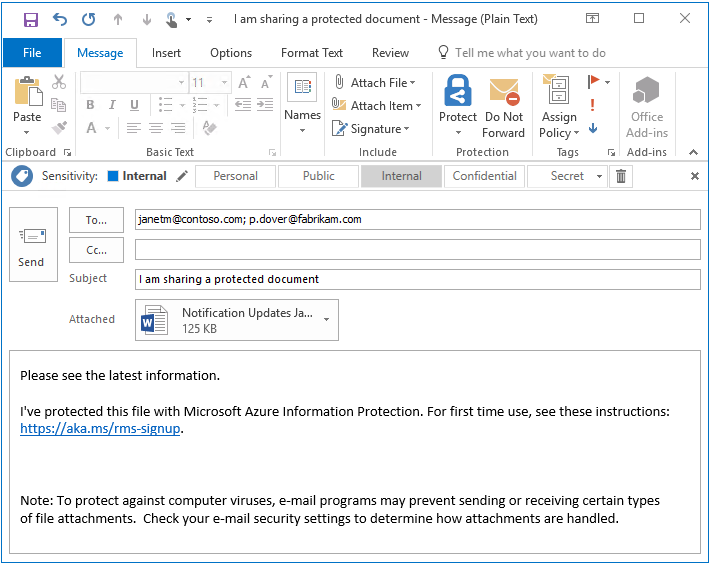 I am sharing a protected document - Message (Plain Text)
File Message Insert Options Format Text Review Tell me what you want to do
Paste
Clipboard
11
B I U
A
Basic Text
Names
Attach File
Attach Item
Signature
Include
Protect
Do Not Forward
Protection
Assign Policy
Tags
Office Add-ins
Add-ins
Sensitivity: Internal Personal Public Internal Confidential Secret
Send
To... janetm@contoso.com; p.dover@fabrikam.com
Cc...
Subject I am sharing a protected document
Attached Notification Updates Ja...
125 KB
Please see the latest information.
I've protected this file with Microsoft Azure Information Protection. For first time use, see these instructions:
https://aka.ms/rms-signup.
Note: To protect against computer viruses, e-mail programs may prevent sending or receiving certain types
of file attachments.  Check your e-mail security settings to determine how attachments are handled.